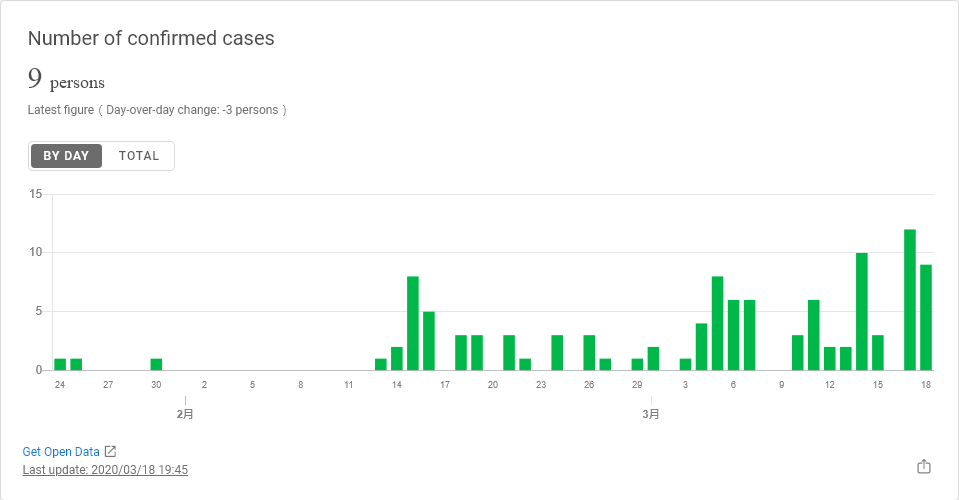 Number of confirmed cases
9 persons
Latest figure ( Day-over-day change: -3 persons )
BY DAY TOTAL
15
10
5
0
24 27 30 2 5 8 11 14 17 20 23 26 29 3 6 9 12 15 18
2月 3月
Get Open Data
Last update: 2020/03/18 19:45